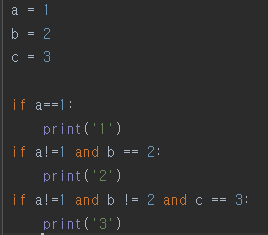 a = 1
b = 2
c = 3
if a==1:
    print('1')
if a!=1 and b == 2:
    print('2')
if a!=1 and b != 2 and c == 3:
    print('3')